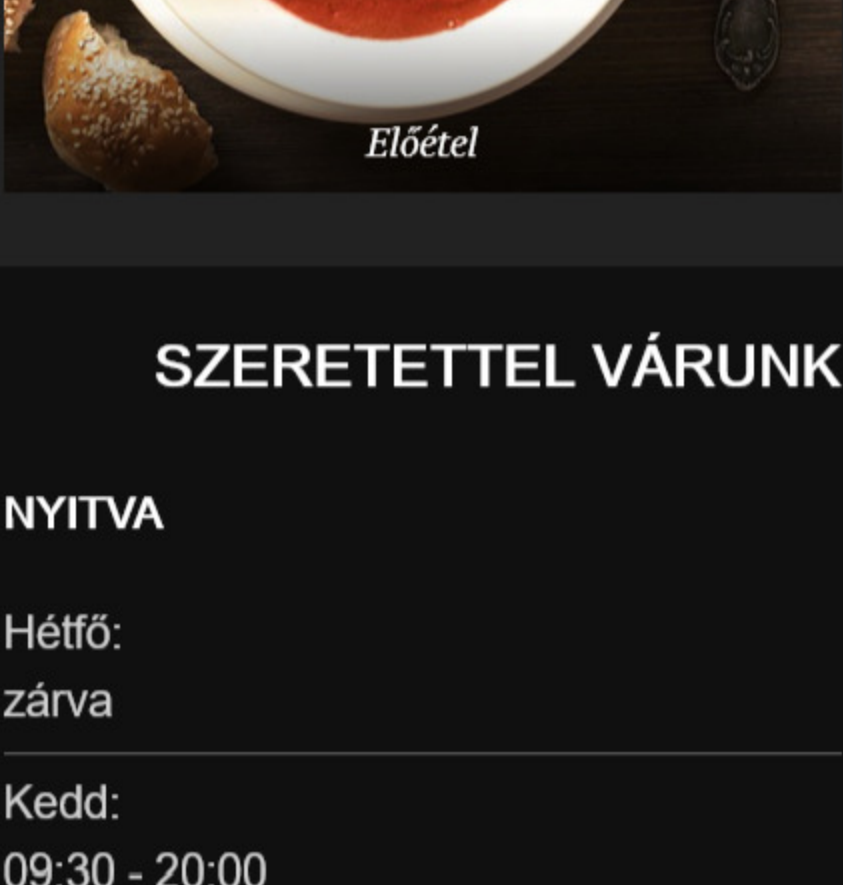 Előétel
SZERETETTEL VÁRUNK
NYITVA
Hétfő:
zárva
Kedd:
09:30 - 20:00